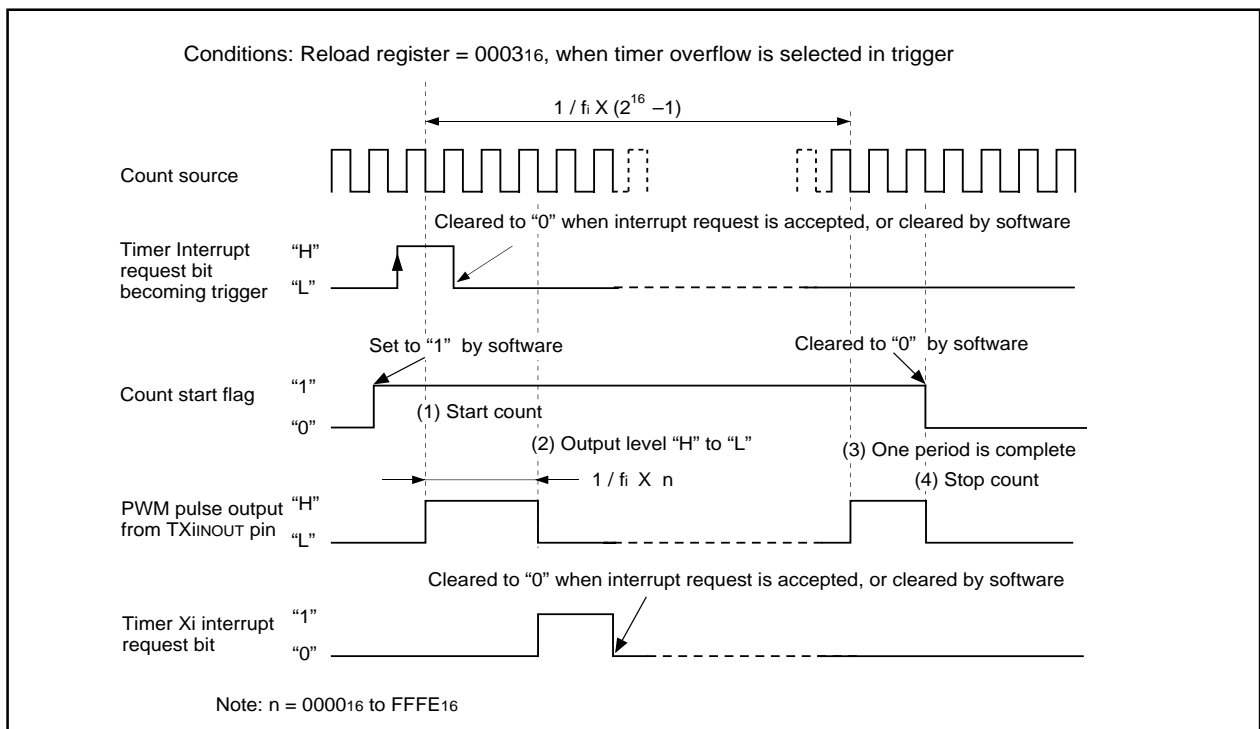 Conditions: Reload register = 0003₁₆, when timer overflow is selected in trigger
1 / fᵢ X (2¹⁶ –1)
Count source
Cleared to “0” when interrupt request is accepted, or cleared by software
Timer Interrupt
request bit
becoming trigger
“H”
“L”
Set to “1” by software
Cleared to “0” by software
Count start flag
“1”
“0”
(1) Start count
(2) Output level “H” to “L”
(3) One period is complete
1 / fᵢ X n
(4) Stop count
PWM pulse output
from TXiINOUT pin
“H”
“L”
Cleared to “0” when interrupt request is accepted, or cleared by software
Timer Xi interrupt
request bit
“1”
“0”
Note: n = 0000₁₆ to FFFE₁₆